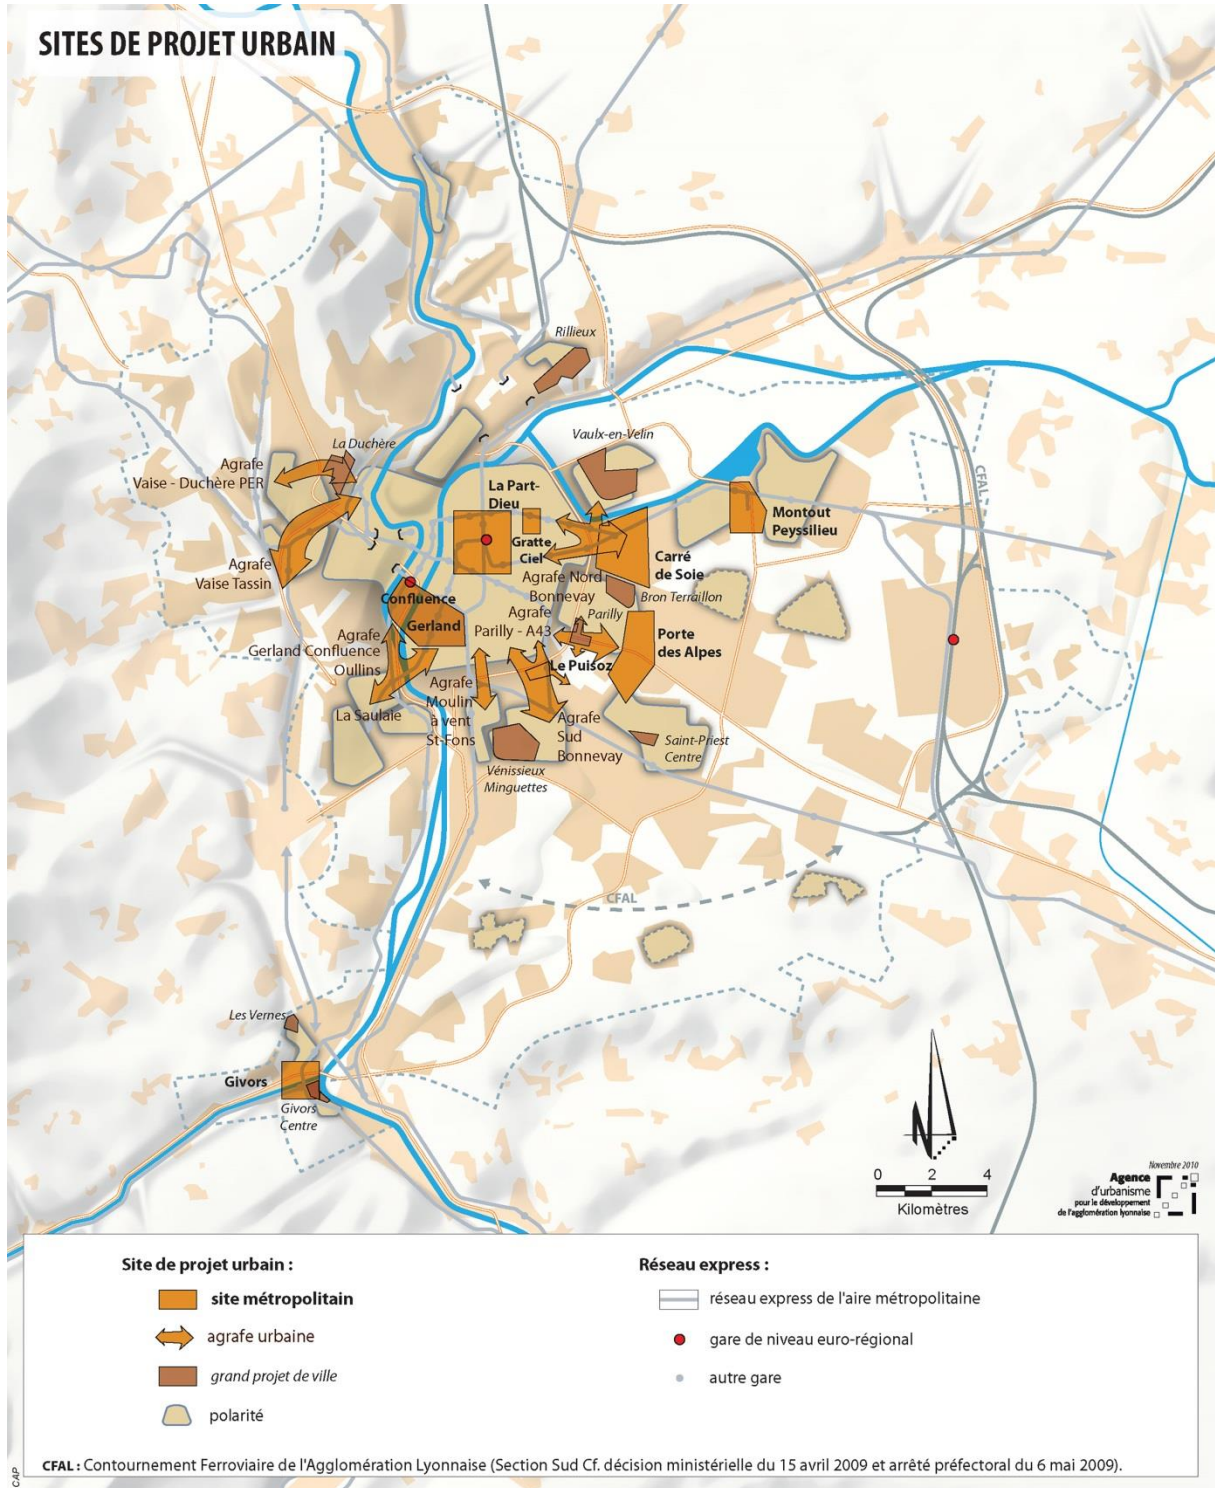 SITES DE PROJET URBAIN
Rillieux
La Duchère
Vaulx-en-Velin
Agrafe
Vaise - Duchère PER
La Part-
Dieu
Montout
Peyssilieu
CFAL
Gratte
Ciel
Agrafe
Vaise Tassin
Carré
de Soie
Agrafe Nord
Bonnevay
Bron Terraillon
Confluence
Gerland
Agrafe
Parilly - A43
Parilly
Porte
des Alpes
Agrafe
Gerland Confluence
Oullins
Le Puisoz
Agrafe
Moulin
à vent
St-Fons
La Saulaie
Agrafe
Sud
Bonnevay
Saint-Priest
Centre
Vénissieux
Minguettes
CFAL
Les Vernes
Givors
Givors
Centre
N
0 2 4
Kilomètres
Novembre 2010
Agence
d'urbanisme
pour le développement
de l'agglomération lyonnaise
Site de projet urbain :
site métropolitain
agrafe urbaine
grand projet de ville
polarité
Réseau express :
réseau express de l'aire métropolitaine
gare de niveau euro-régional
autre gare
CFAL : Contournement Ferroviaire de l'Agglomération Lyonnaise (Section Sud Cf. décision ministérielle du 15 avril 2009 et arrêté préfectoral du 6 mai 2009).
CAP